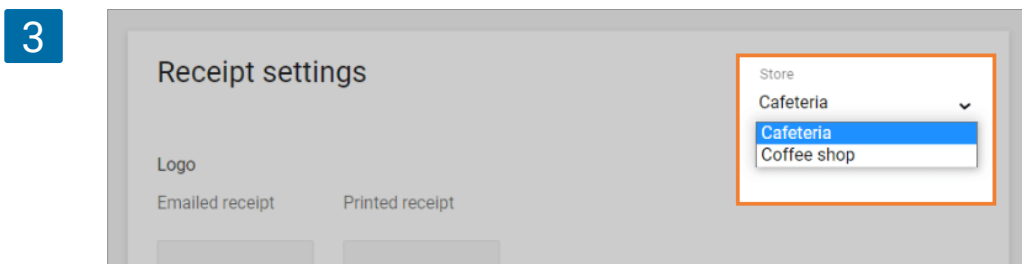 3
Receipt settings
Store
Cafeteria
Cafeteria
Coffee shop
Logo
Emailed receipt
Printed receipt